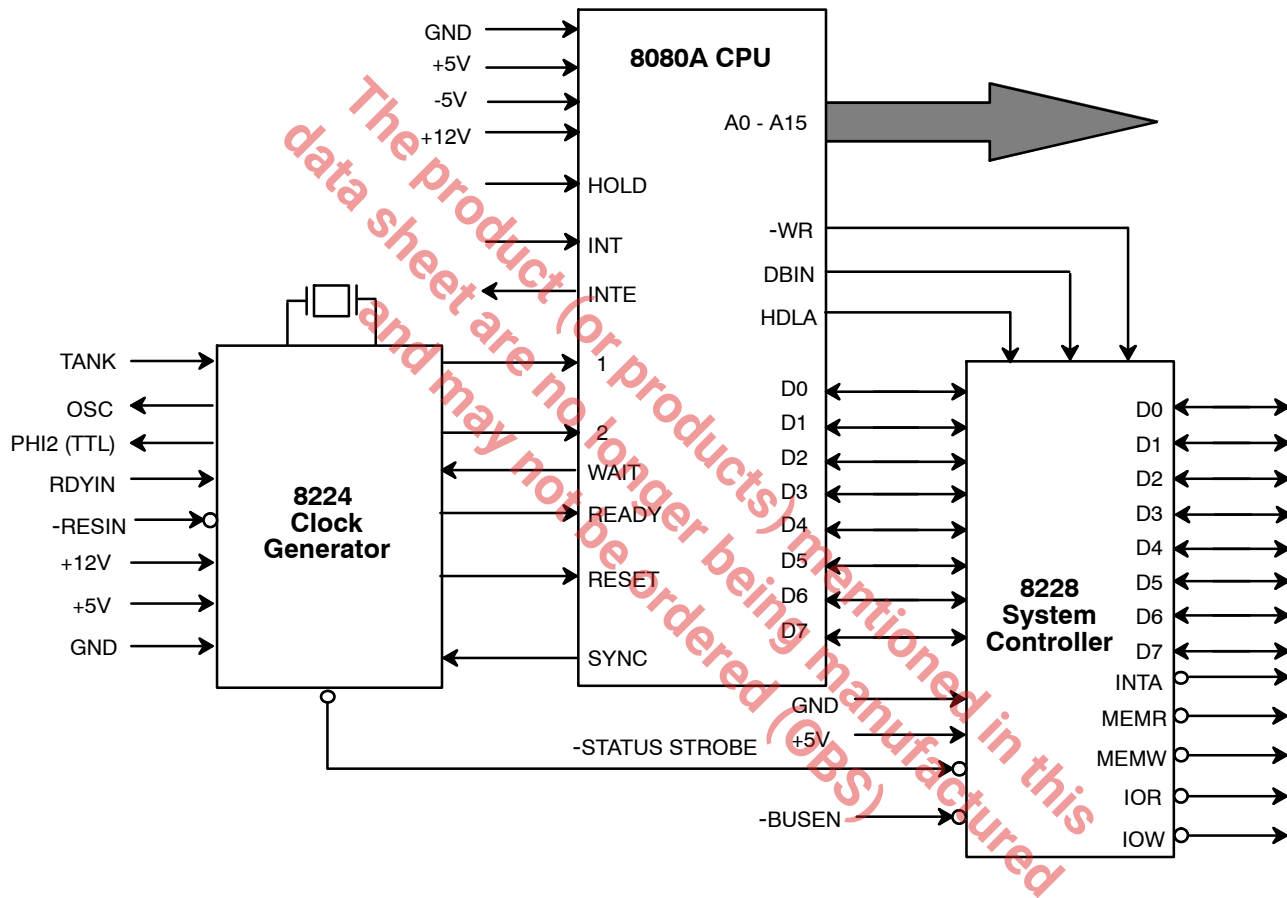 GND
+5V
-5V
+12V
HOLD
INT
INTE
1
2
WAIT
READY
RESET
SYNC
8080A CPU
A0 - A15
-WR
DBIN
HDLA
D0
D1
D2
D3
D4
D5
D6
D7
TANK
OSC
PHI2 (TTL)
RDYIN
-RESIN
+12V
+5V
GND
8224
Clock
Generator
GND
+5V
-STATUS STROBE
-BUSEN
8228
System
Controller
D0
D1
D2
D3
D4
D5
D6
D7
INTA
MEMR
MEMW
IOR
IOW
The product (or products) mentioned in this
data sheet are no longer being manufactured
and may not be ordered (OBS)